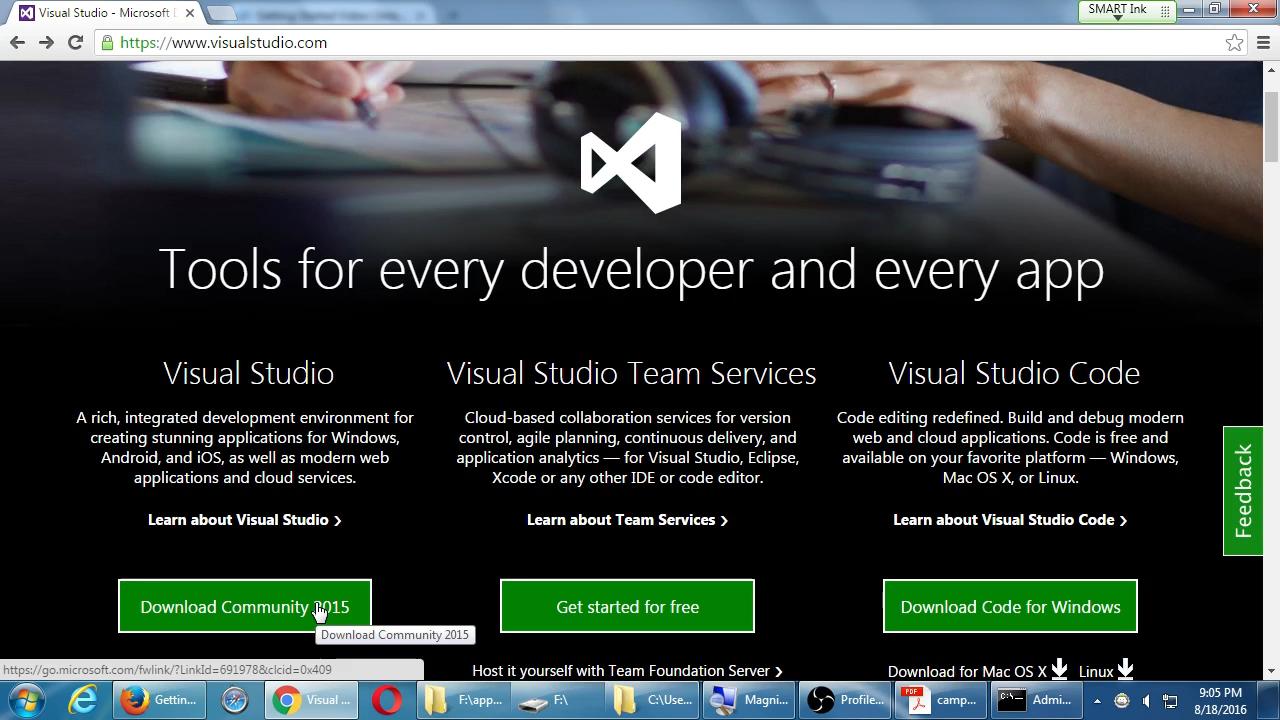 Visual Studio - Microsoft D
SMART Ink
https://www.visualstudio.com
Tools for every developer and every app
Visual Studio
A rich, integrated development environment for
creating stunning applications for Windows,
Android, and iOS, as well as modern web
applications and cloud services.
Learn about Visual Studio
Download Community 2015
Download Community 2015
Visual Studio Team Services
Cloud-based collaboration services for version
control, agile planning, continuous delivery, and
application analytics — for Visual Studio, Eclipse,
Xcode or any other IDE or code editor.
Learn about Team Services
Get started for free
Host it yourself with Team Foundation Server
Visual Studio Code
Code editing redefined. Build and debug modern
web and cloud applications. Code is free and
available on your favorite platform — Windows,
Mac OS X, or Linux.
Learn about Visual Studio Code
Download Code for Windows
Download for Mac OS X Linux
Feedback
https://go.microsoft.com/fwlink/?LinkId=691978&clcid=0x409
Gettin...
Visual ...
F:\app...
F:\
C:\Use...
Magni...
Profile...
PDF
camp...
C:\
Admi...
9:05 PM
8/18/2016